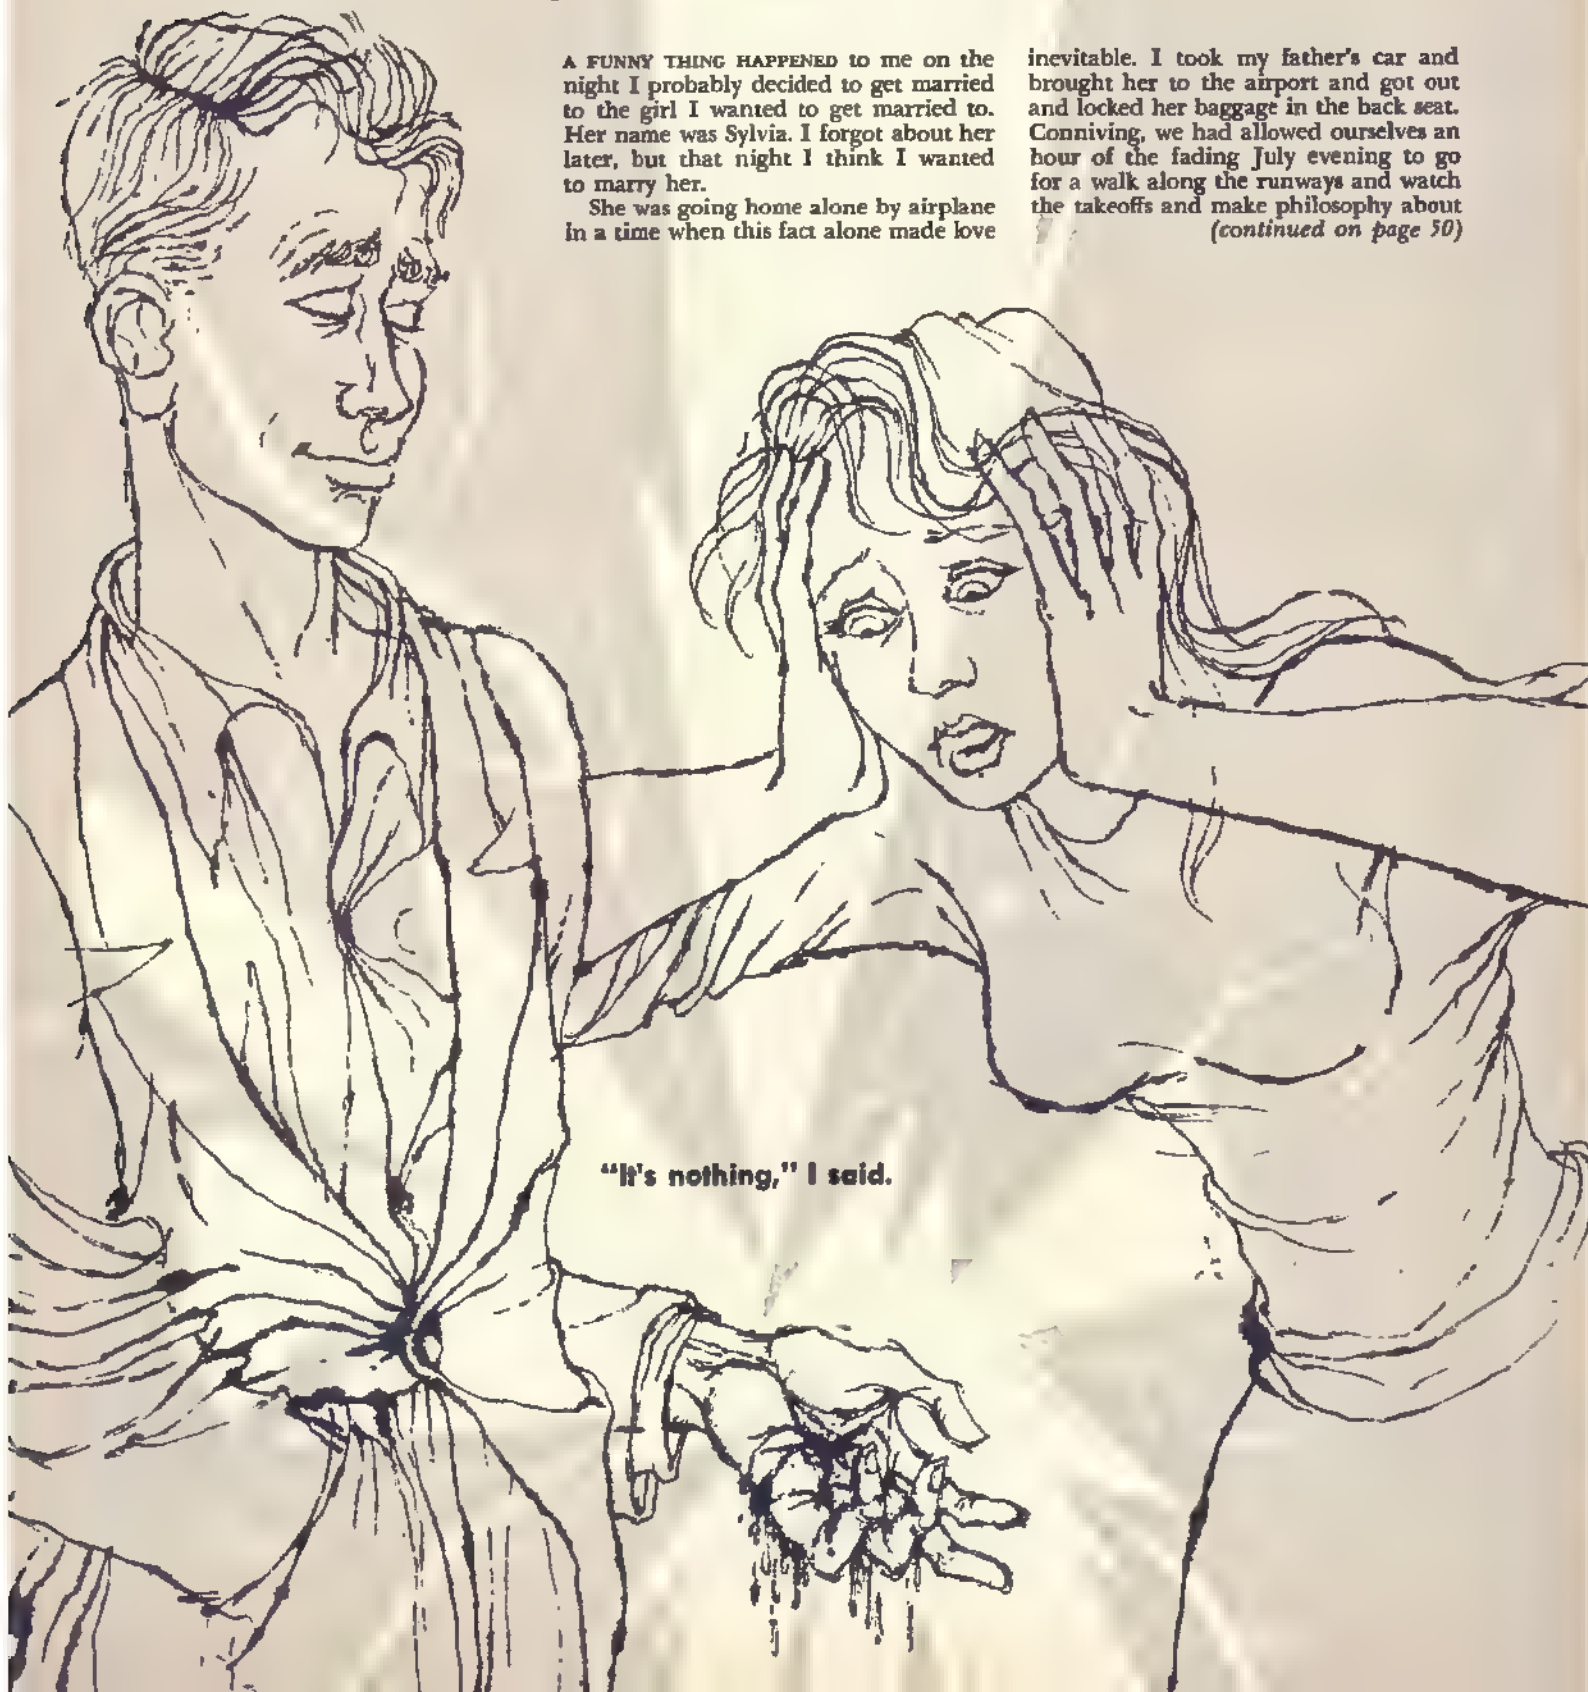 A FUNNY THING HAPPENED to me on the
night I probably decided to get married
to the girl I wanted to get married to.
Her name was Sylvia. I forgot about her
later, but that night I think I wanted
to marry her.
She was going home alone by airplane
in a time when this fact alone made love
inevitable. I took my father's car and
brought her to the airport and got out
and locked her baggage in the back seat.
Conniving, we had allowed ourselves an
hour of the fading July evening to go
for a walk along the runways and watch
the takeoffs and make philosophy about
(continued on page 50)
"It's nothing," I said.